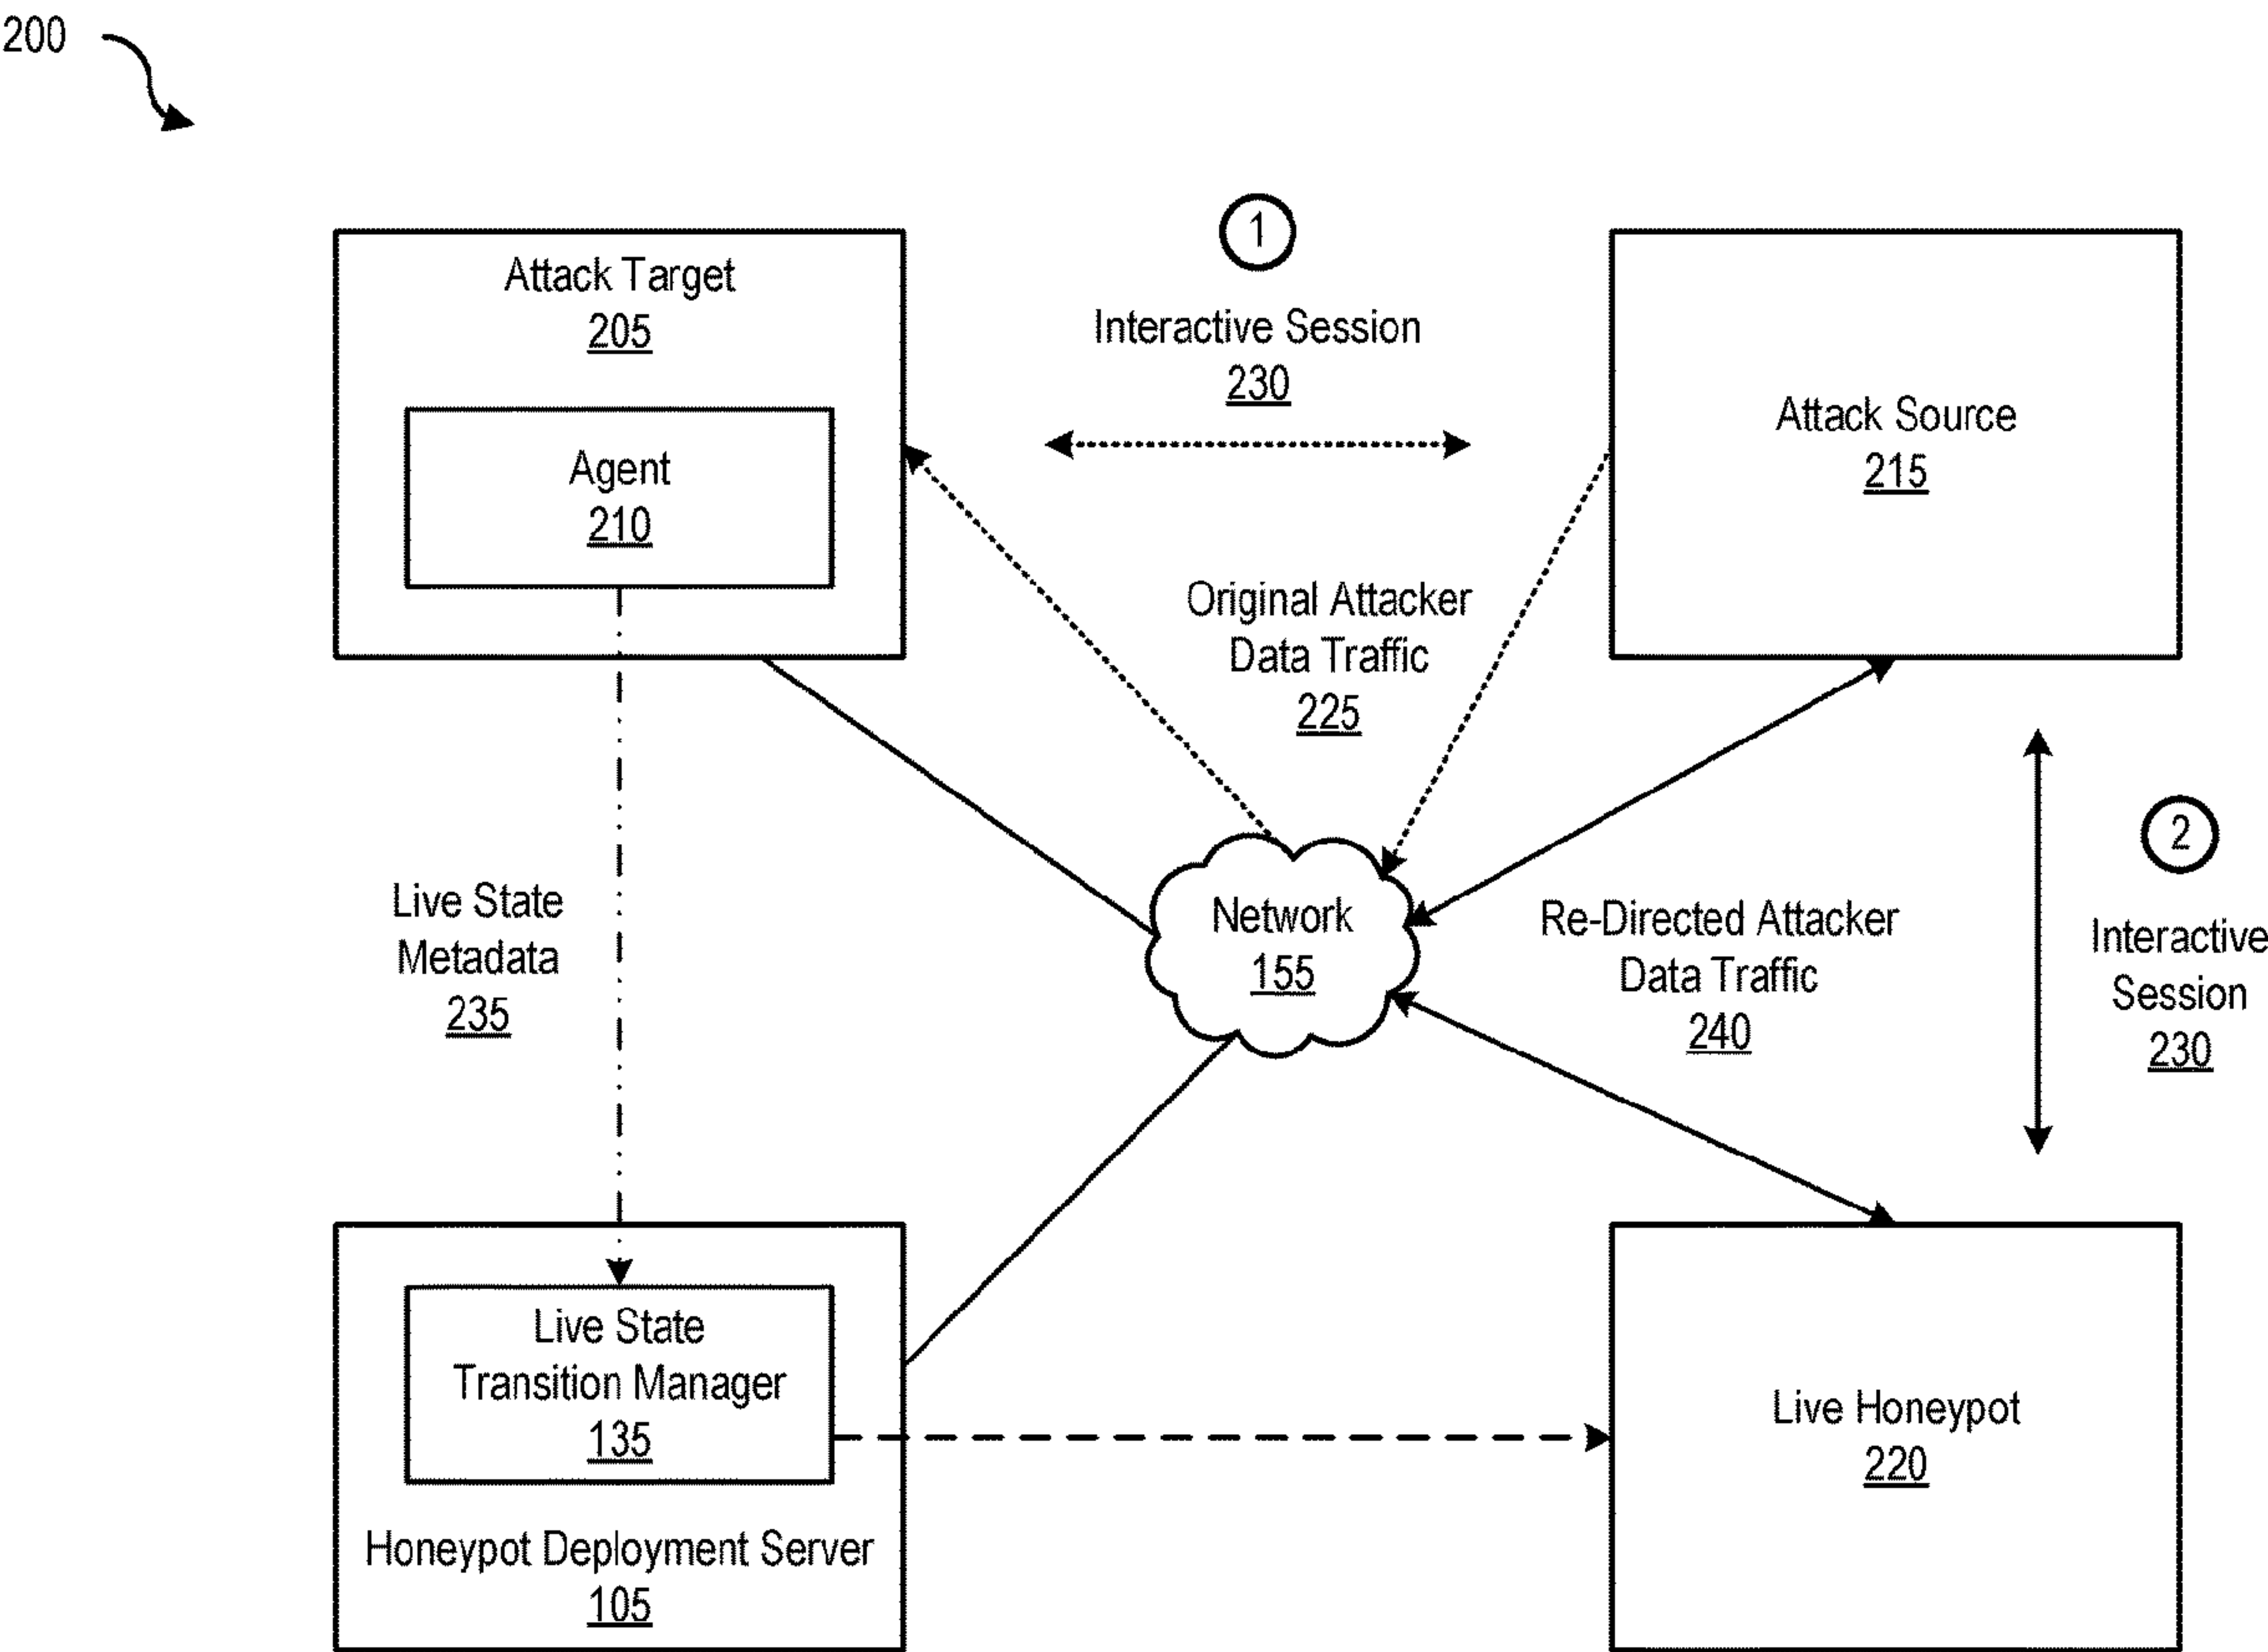 200
1
Attack Target
205
Interactive Session
230
Attack Source
215
Agent
210
Original Attacker
Data Traffic
225
2
Live State
Metadata
235
Network
155
Re-Directed Attacker
Data Traffic
240
Interactive
Session
230
Live State
Transition Manager
135
Live Honeypot
220
Honeypot Deployment Server
105